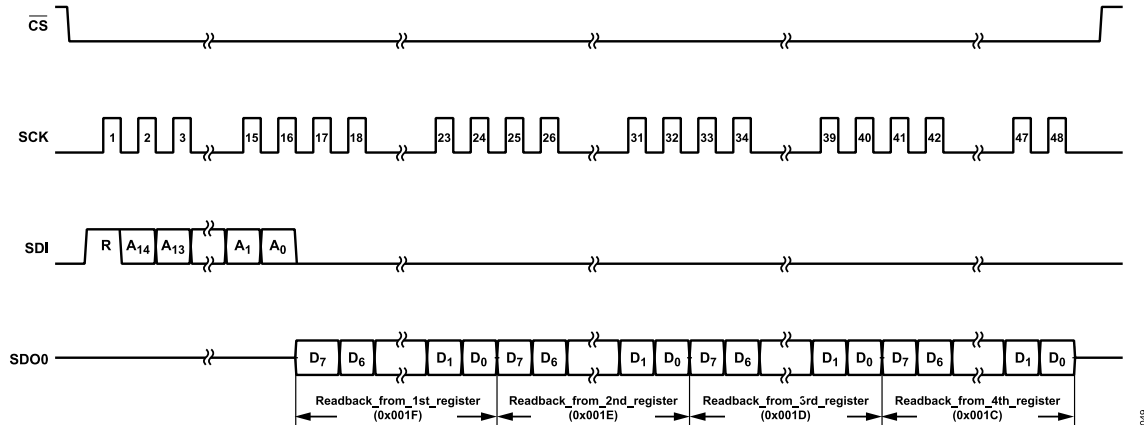 CS
SCK 1 2 3 15 16 17 18 23 24 25 26 31 32 33 34 39 40 41 42 47 48
SDI R A14 A13 A1 A0
SDO0 D7 D6 D1 D0 D7 D6 D1 D0 D7 D6 D1 D0 D7 D6 D1 D0
Readback_from_1st_register Readback_from_2nd_register Readback_from_3rd_register Readback_from_4th_register
(0x001F) (0x001E) (0x001D) (0x001C)
049